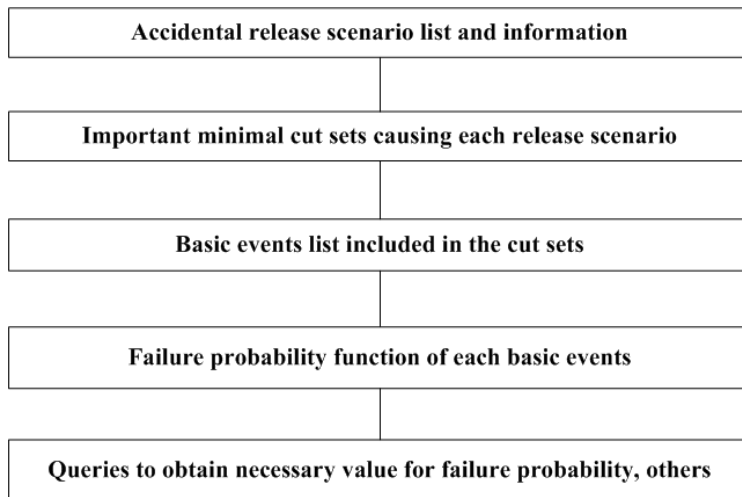 Accidental release scenario list and information
Important minimal cut sets causing each release scenario
Basic events list included in the cut sets
Failure probability function of each basic events
Queries to obtain necessary value for failure probability, others